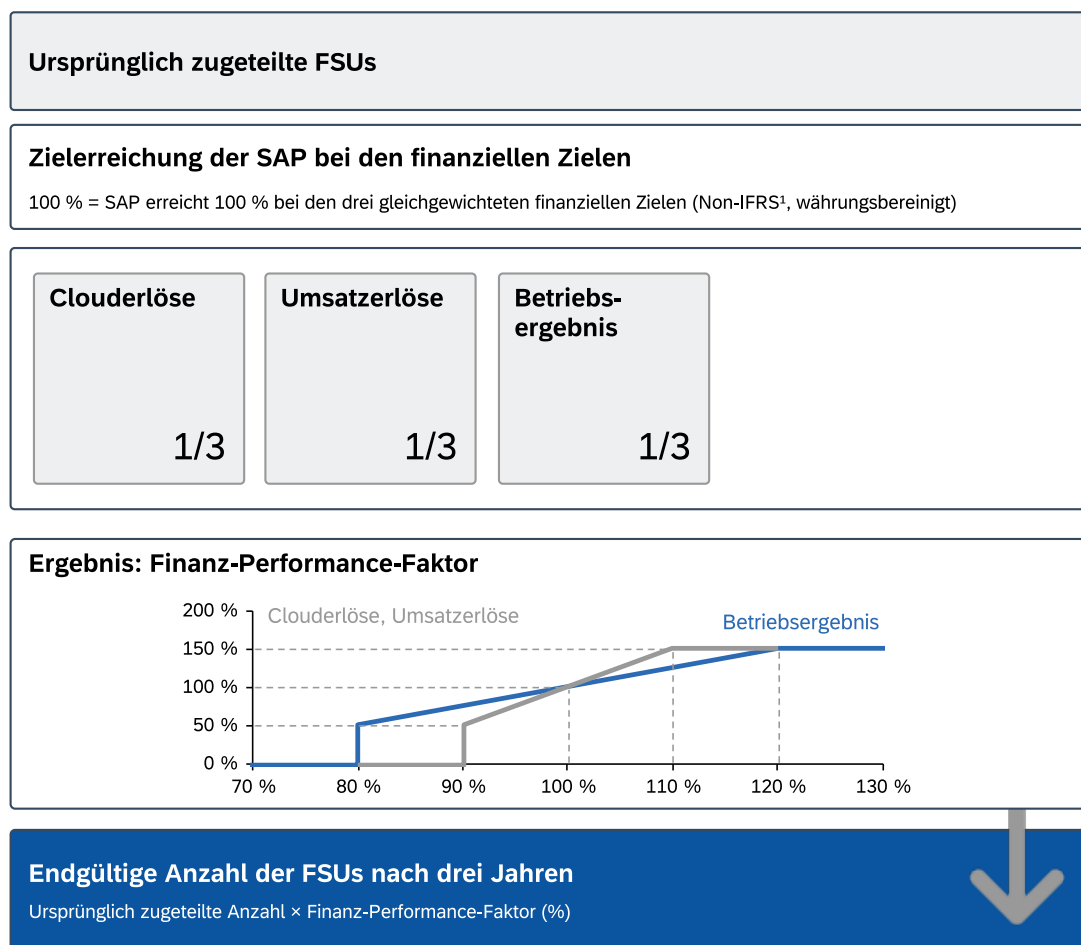 Ursprünglich zugeteilte FSUs
Zielerreichung der SAP bei den finanziellen Zielen
100 % = SAP erreicht 100 % bei den drei gleichgewichteten finanziellen Zielen (Non-IFRS¹, währungsbereinigt)
Clouderlöse
1/3
Umsatzerlöse
1/3
Betriebs-
ergebnis
1/3
Ergebnis: Finanz-Performance-Faktor
Clouderlöse, Umsatzerlöse
Betriebsergebnis
200 %
150 %
100 %
50 %
0 %
70 % 80 % 90 % 100 % 110 % 120 % 130 %
Endgültige Anzahl der FSUs nach drei Jahren
Ursprünglich zugeteilte Anzahl × Finanz-Performance-Faktor (%)